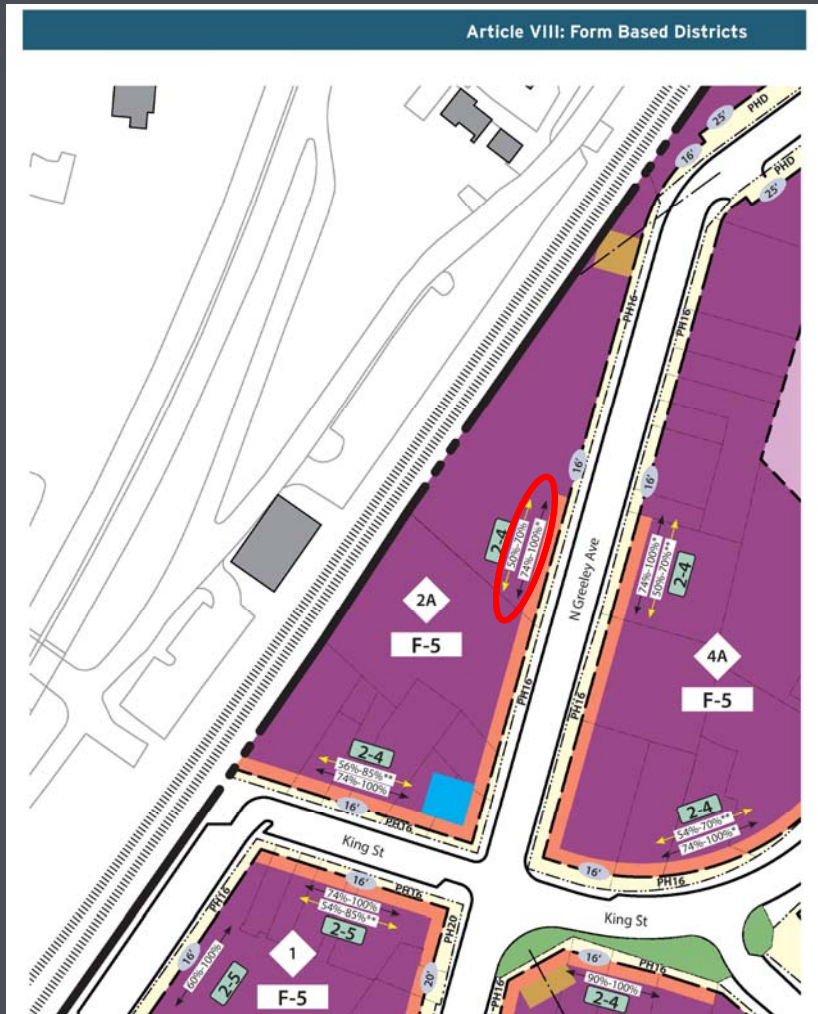 Article VIII: Form Based Districts
25'
PHD
16'
PHD
25'
PH16
PH16
16'
16'
2-4
50%-70%
74%-100%*
74%-100%*
50%-70%**
2-4
N Greeley Ave
2A
F-5
4A
F-5
PH16
PH16
2-4
56%-85%**
74%-100%
16'
PH16
2-4
54%-70%**
74%-100%*
King St
16'
PH16
16'
PH16
PH16
74%-100%
54%-85%**
2-5
PH20
King St
16'
60%-100%
2-5
1
F-5
20'
16'
PH16
90%-100%
2-4
PH16